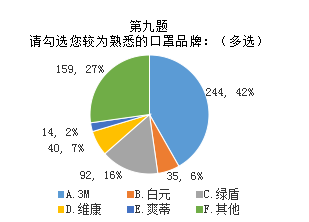 第九题
请勾选您较为熟悉的口罩品牌：（多选）
159, 27%
244, 42%
14, 2%
40, 7%
92, 16%
35, 6%
A.3M B.白元 C.绿盾
D.维康 E.爽蒂 F.其他